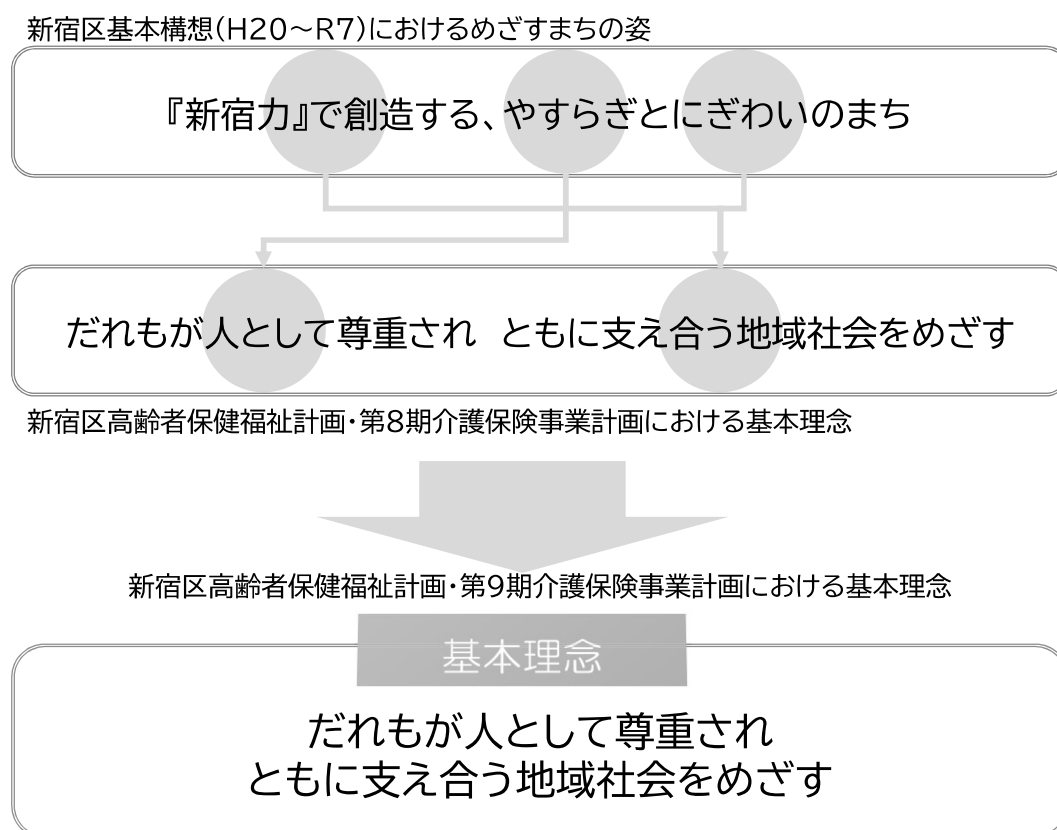 新宿区基本構想(H20～R7)におけるめざすまちの姿
『新宿力』で創造する、やすらぎとにぎわいのまち
だれもが人として尊重され　ともに支え合う地域社会をめざす
新宿区高齢者保健福祉計画・第8期介護保険事業計画における基本理念
新宿区高齢者保健福祉計画・第9期介護保険事業計画における基本理念
基本理念
だれもが人として尊重され
ともに支え合う地域社会をめざす